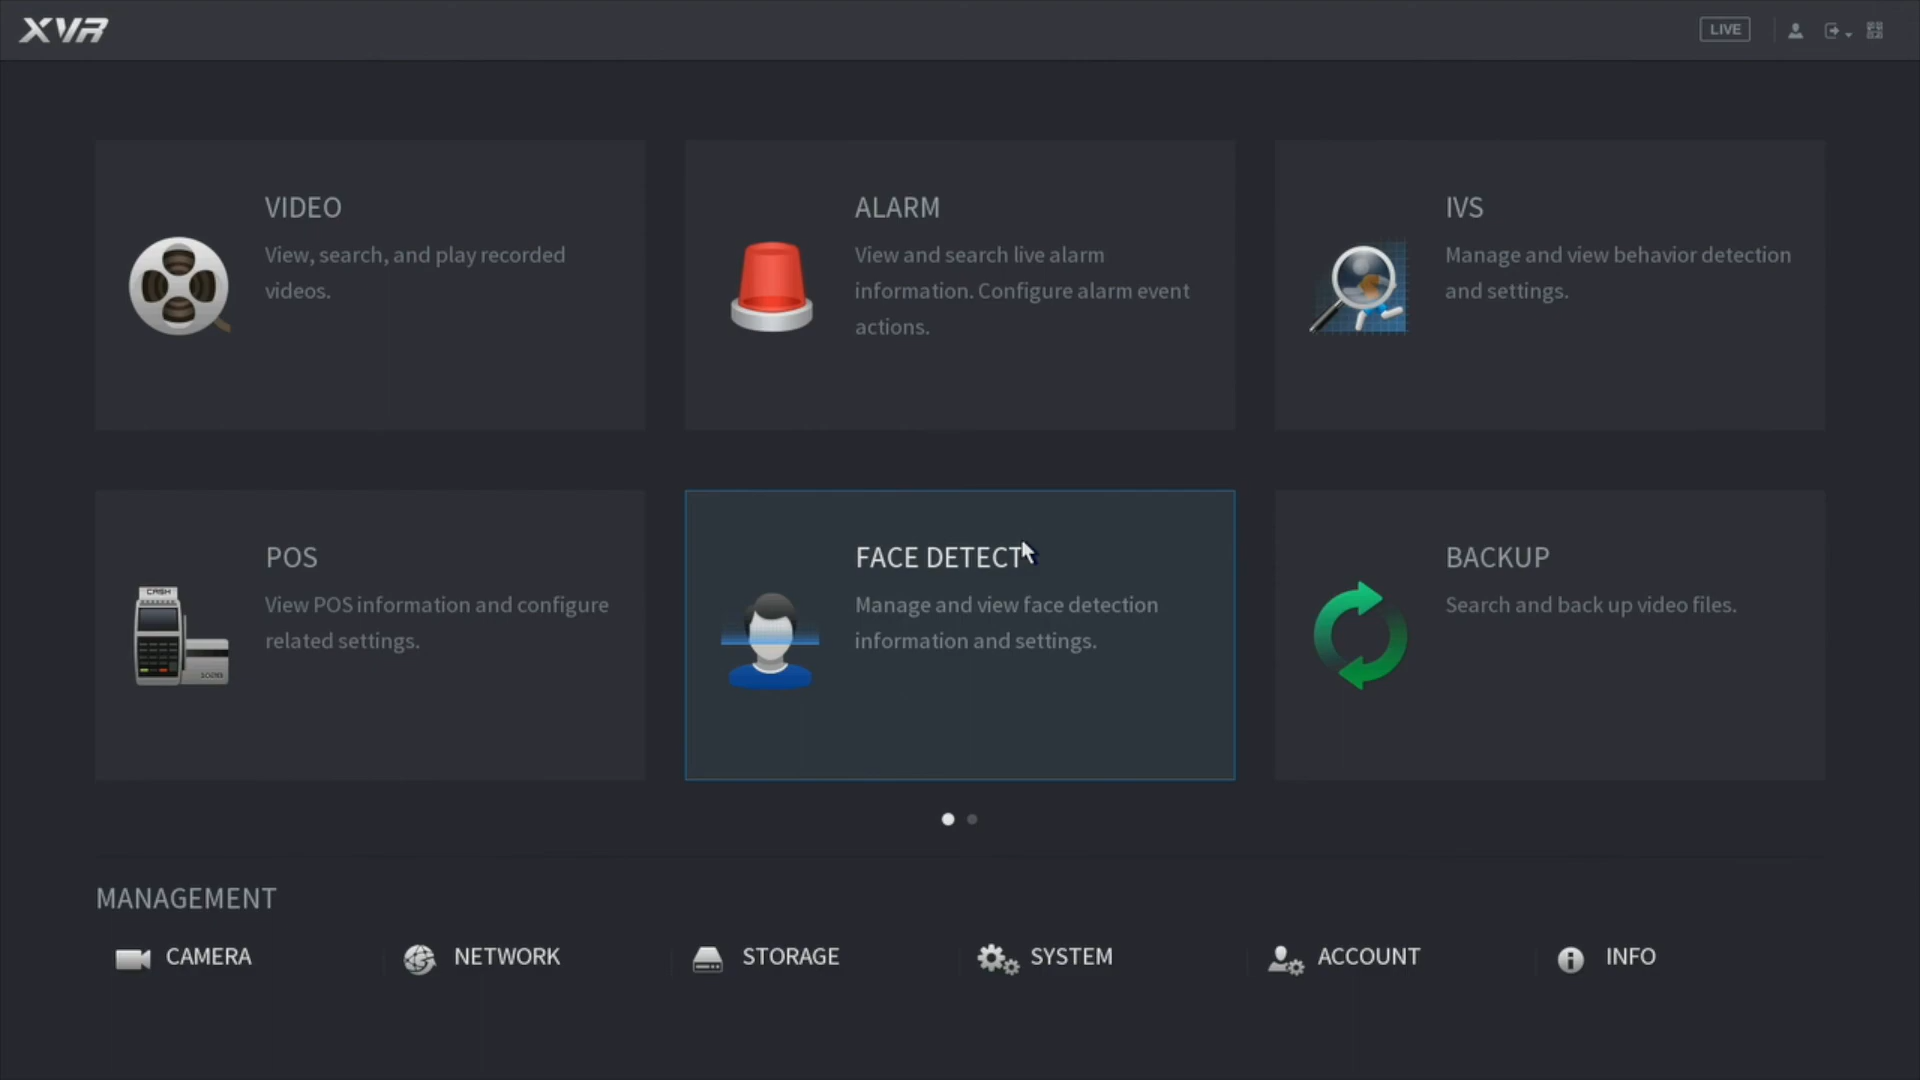 XVR
LIVE
VIDEO
View, search, and play recorded
videos.
ALARM
View and search live alarm
information. Configure alarm event
actions.
IVS
Manage and view behavior detection
and settings.
POS
View POS information and configure
related settings.
CASH
FACE DETECT
Manage and view face detection
information and settings.
BACKUP
Search and back up video files.
MANAGEMENT
CAMERA
NETWORK
STORAGE
SYSTEM
ACCOUNT
INFO